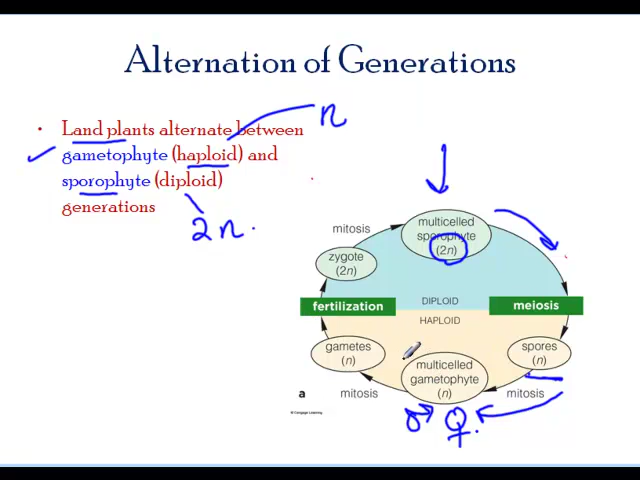 Alternation of Generations
• Land plants alternate between
gametophyte (haploid) and
sporophyte (diploid)
generations
n
2n.
mitosis
multicelled
sporophyte
(2n)
zygote
(2n)
fertilization
DIPLOID
HAPLOID
meiosis
gametes
(n)
multicelled
gametophyte
(n)
spores
(n)
a
mitosis
mitosis
© Cengage Learning
♂
♀